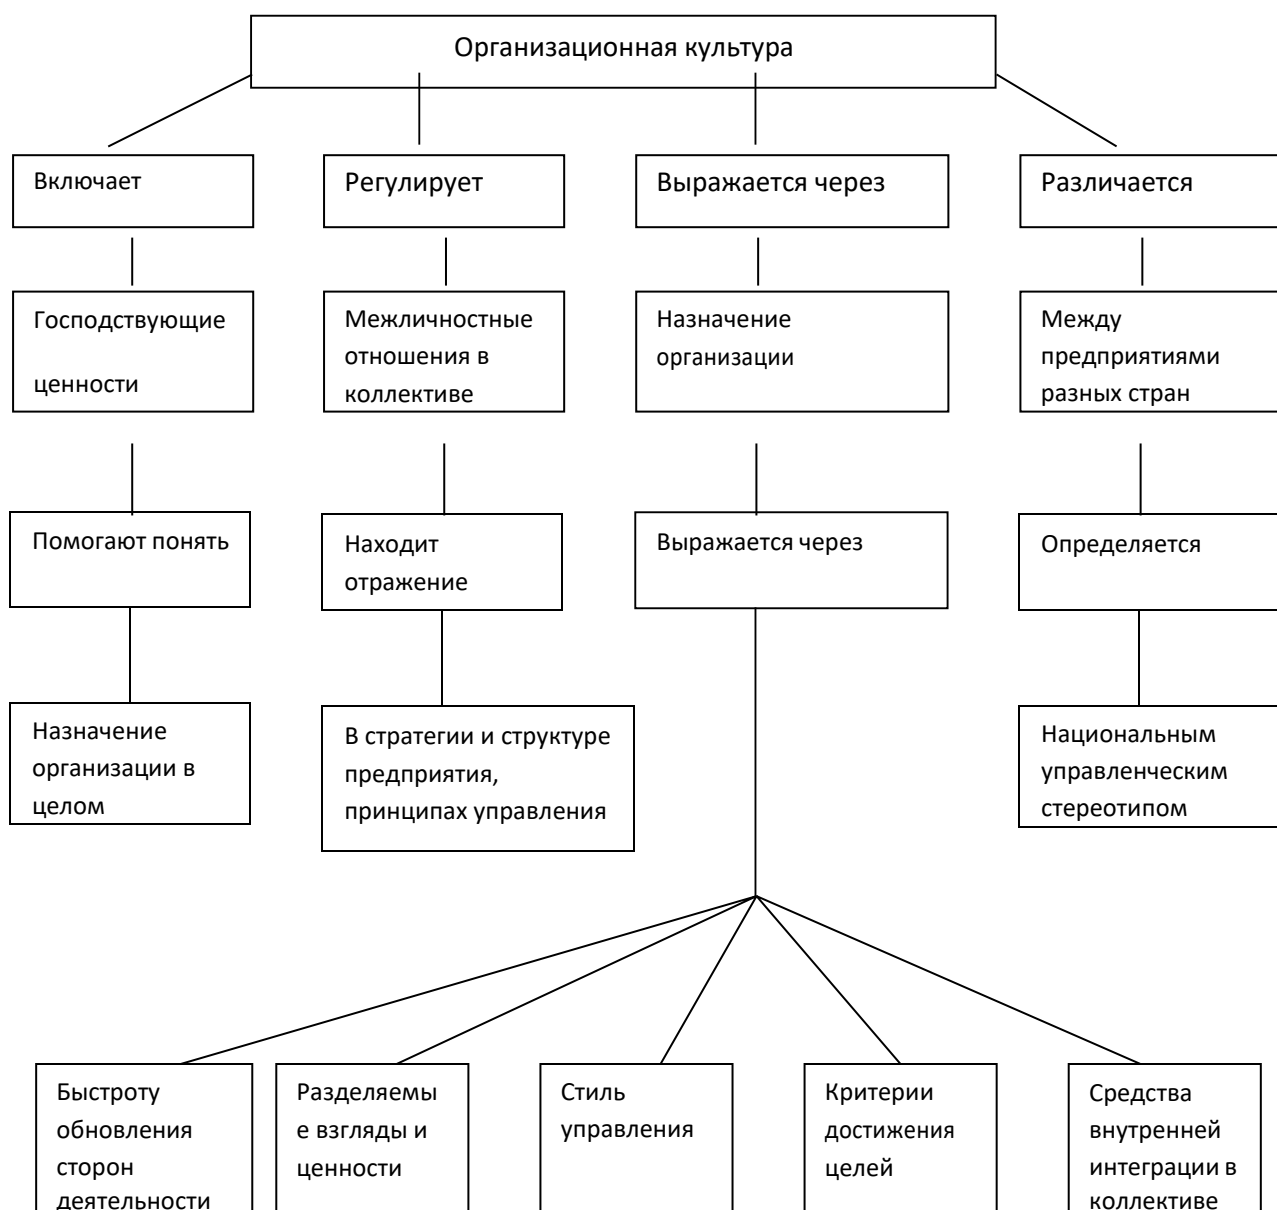 Организационная культура
Включает
Регулирует
Выражается через
Различается
Господствующие
ценности
Межличностные
отношения в
коллективе
Назначение
организации
Между
предприятиями
разных стран
Помогают понять
Находит
отражение
Выражается через
Определяется
Назначение
организации в
целом
В стратегии и структуре
предприятия,
принципах управления
Национальным
управленческим
стереотипом
Быстроту
обновления
сторон
деятельности
Разделяемы
е взгляды и
ценности
Стиль
управления
Критерии
достижения
целей
Средства
внутренней
интеграции в
коллективе